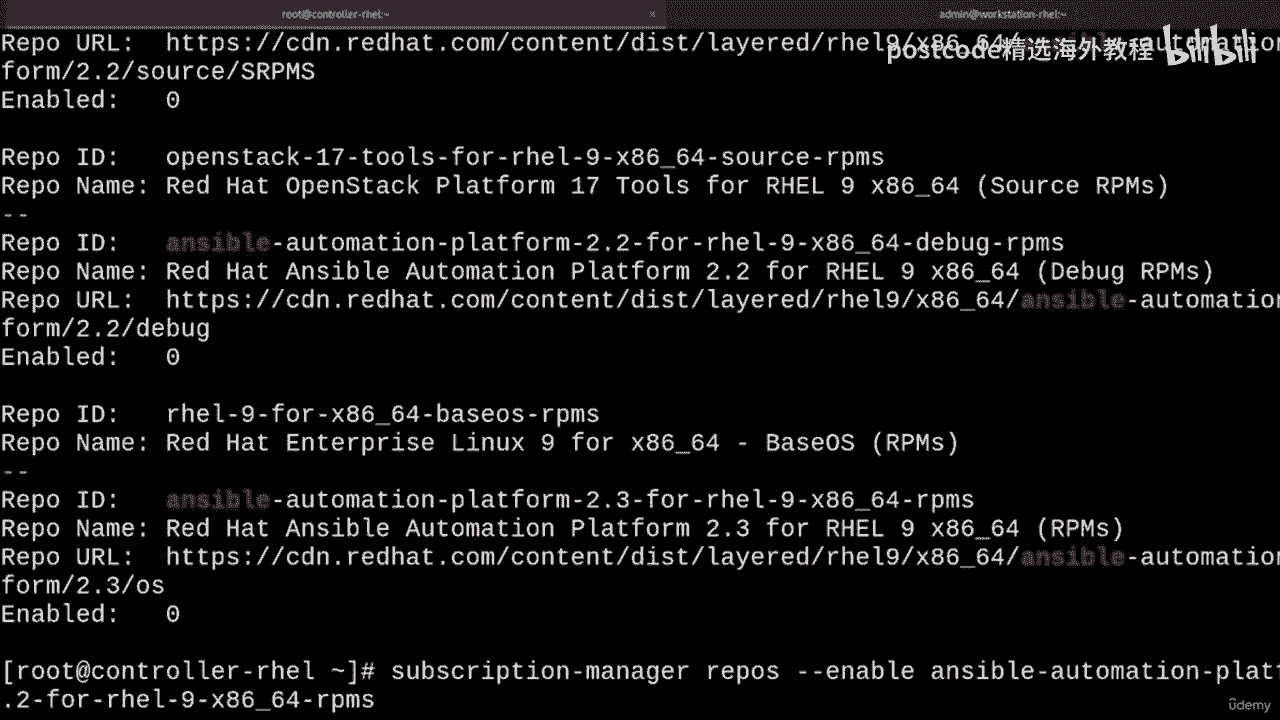 root@controller-rhel:~ × admin@workstation-rhel:~
Repo URL: https://cdn.redhat.com/content/dist/layered/rhel9/x86_64/ansible-automation
postcode精选海外教程 bilibili
form/2.2/source/SRPMS
Enabled: 0
Repo ID: openstack-17-tools-for-rhel-9-x86_64-source-rpms
Repo Name: Red Hat OpenStack Platform 17 Tools for RHEL 9 x86_64 (Source RPMs)
--
Repo ID: ansible-automation-platform-2.2-for-rhel-9-x86_64-debug-rpms
Repo Name: Red Hat Ansible Automation Platform 2.2 for RHEL 9 x86_64 (Debug RPMs)
Repo URL: https://cdn.redhat.com/content/dist/layered/rhel9/x86_64/ansible-automation
form/2.2/debug
Enabled: 0
Repo ID: rhel-9-for-x86_64-baseos-rpms
Repo Name: Red Hat Enterprise Linux 9 for x86_64 - BaseOS (RPMs)
--
Repo ID: ansible-automation-platform-2.3-for-rhel-9-x86_64-rpms
Repo Name: Red Hat Ansible Automation Platform 2.3 for RHEL 9 x86_64 (RPMs)
Repo URL: https://cdn.redhat.com/content/dist/layered/rhel9/x86_64/ansible-automation
form/2.3/os
Enabled: 0
[root@controller-rhel ~]# subscription-manager repos --enable ansible-automation-plat
.2-for-rhel-9-x86_64-rpms
ûdemy